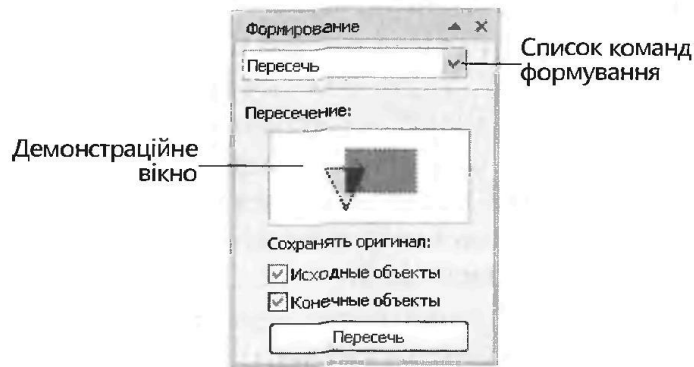 Формирование
Пересечь
Список команд
формування
Пересечение:
Демонстраційне
вікно
Сохранять оригинал:
Исходные объекты
Конечные объекты
Пересечь